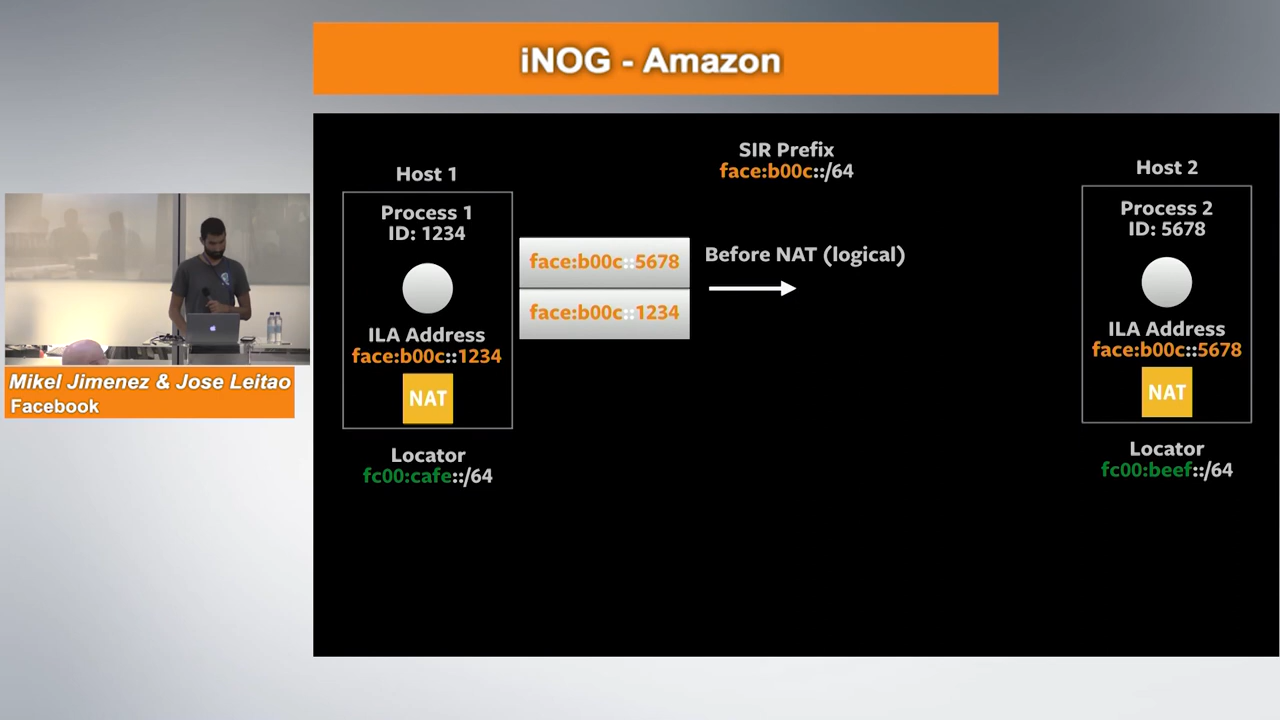 iNOG - Amazon
SIR Prefix
face:b00c::/64
Host 1
Process 1
ID: 1234
ILA Address
face:b00c::1234
NAT
Locator
fc00:cafe::/64
face:b00c::5678
face:b00c::1234
Before NAT (logical)
Host 2
Process 2
ID: 5678
ILA Address
face:b00c::5678
NAT
Locator
fc00:beef::/64
Mikel Jimenez & Jose Leitao
Facebook